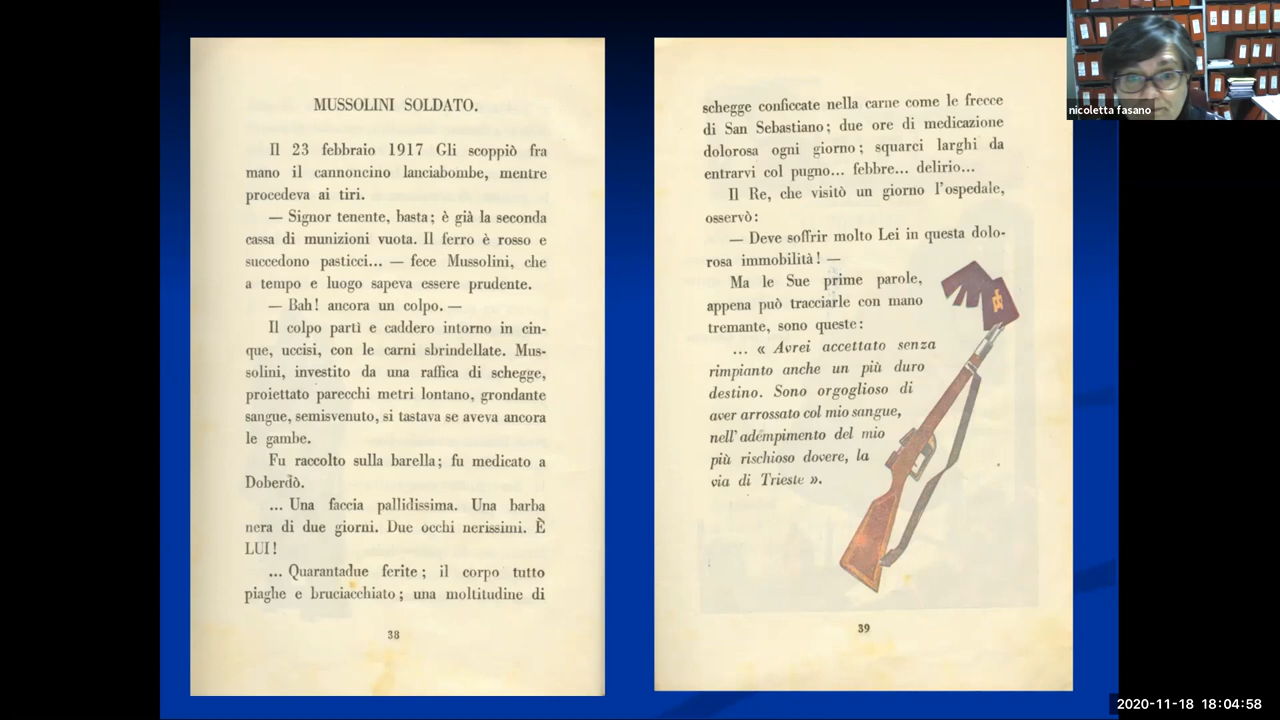 MUSSOLINI SOLDATO.
Il 23 febbraio 1917 Gli scoppiò fra
mano il cannoncino lanciabombe, mentre
procedeva ai tiri.
— Signor tenente, basta; è già la seconda
cassa di munizioni vuota. Il ferro è rosso e
succedono pasticci... — fece Mussolini, che
a tempo e luogo sapeva essere prudente.
— Bah! ancora un colpo. —
Il colpo partì e caddero intorno in cin-
que, uccisi, con le carni sbrindellate. Mus-
solini, investito da una raffica di schegge,
proiettato parecchi metri lontano, grondante
sangue, semisvenuto, si tastava se aveva ancora
le gambe.
Fu raccolto sulla barella; fu medicato a
Doberdò.
... Una faccia pallidissima. Una barba
nera di due giorni. Due occhi nerissimi. È
LUI!
... Quarantadue ferite; il corpo tutto
piaghe e bruciacchiato; una moltitudine di
38
schegge conficcate nella carne come le frecce
di San Sebastiano; due ore di medicazione
dolorosa ogni giorno; squarci larghi da
entrarvi col pugno... febbre... delirio...
Il Re, che visitò un giorno l'ospedale,
osservò:
— Deve soffrir molto Lei in questa dolo-
rosa immobilità! —
Ma le Sue prime parole,
appena può tracciarle con mano
tremante, sono queste:
... « Avrei accettato senza
rimpianto anche un più duro
destino. Sono orgoglioso di
aver arrossato col mio sangue,
nell'adempimento del mio
più rischioso dovere, la
via di Trieste ».
39
nicoletta fasano
2020-11-18 18:04:58